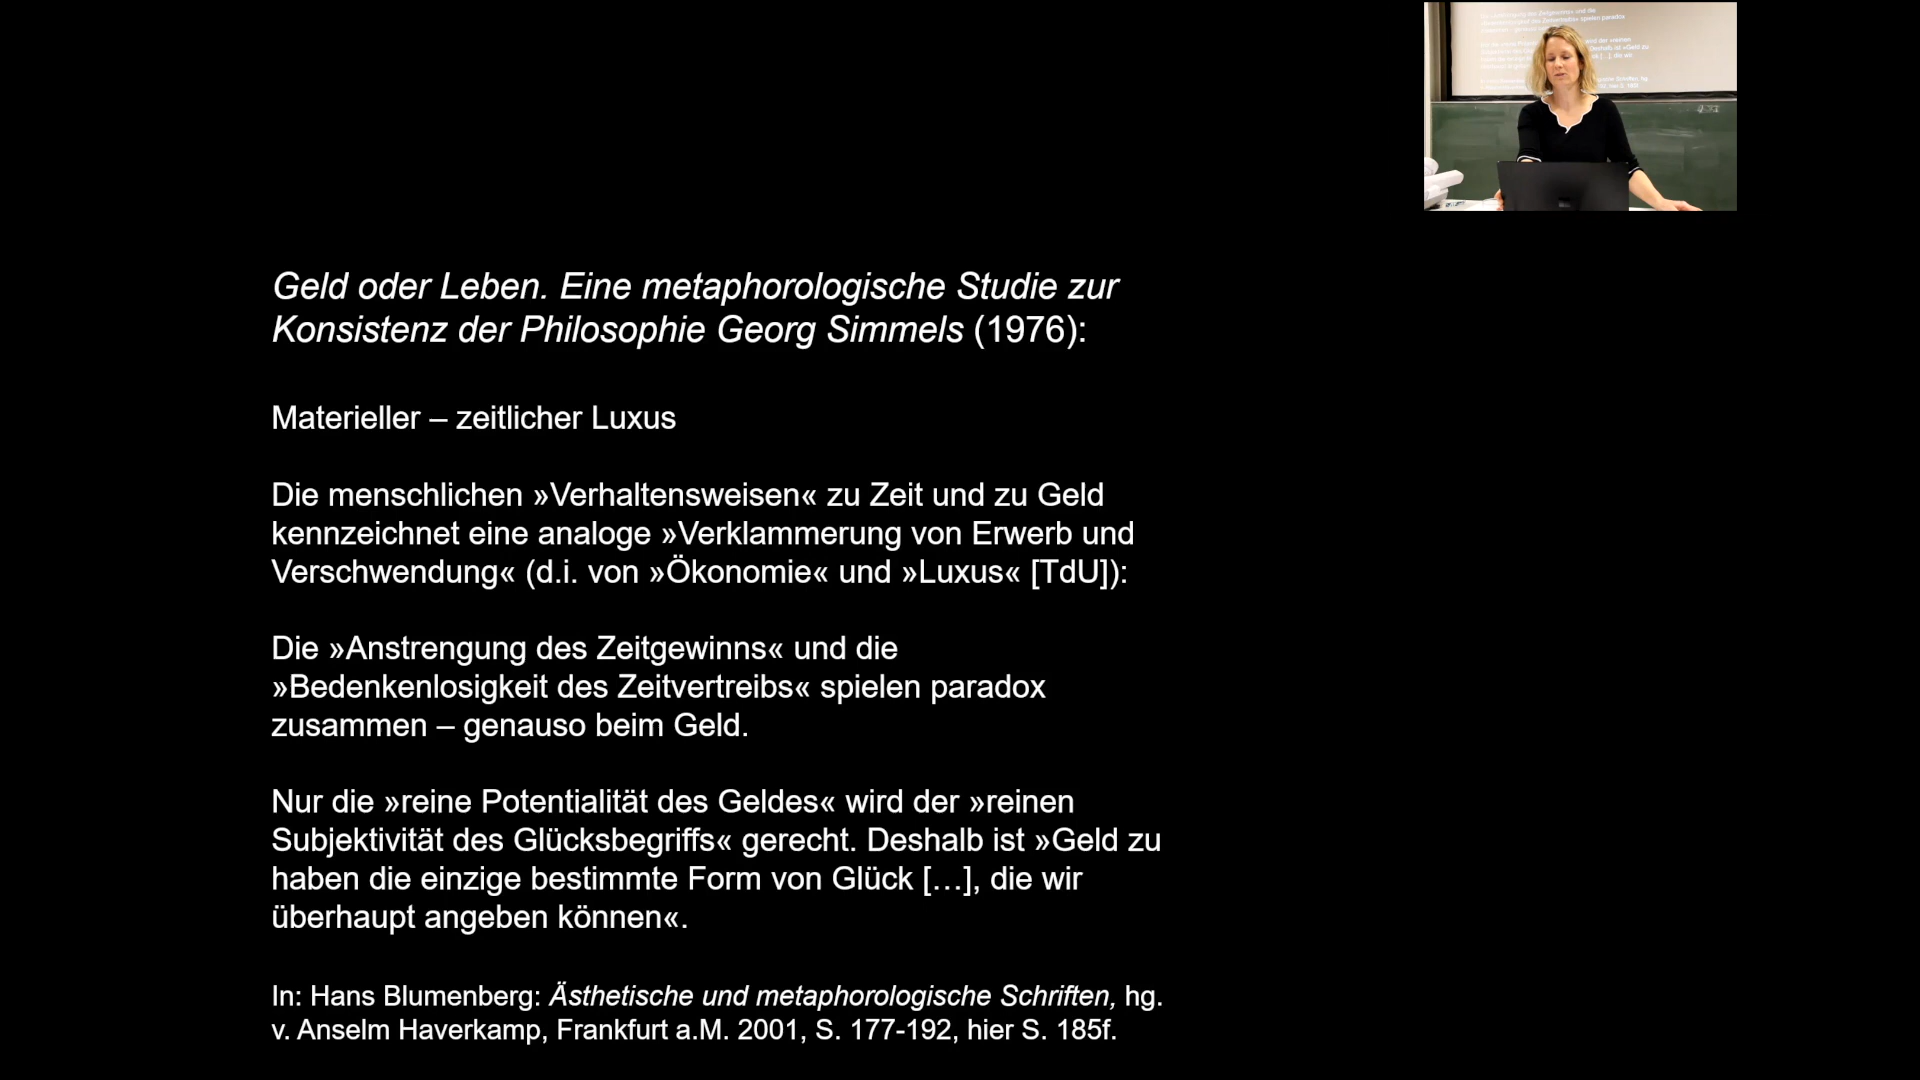 Geld oder Leben. Eine metaphorologische Studie zur
Konsistenz der Philosophie Georg Simmels (1976):
Materieller – zeitlicher Luxus
Die menschlichen »Verhaltensweisen« zu Zeit und zu Geld
kennzeichnet eine analoge »Verklammerung von Erwerb und
Verschwendung« (d.i. von »Ökonomie« und »Luxus« [TdU]):
Die »Anstrengung des Zeitgewinns« und die
»Bedenkenlosigkeit des Zeitvertreibs« spielen paradox
zusammen – genauso beim Geld.
Nur die »reine Potentialität des Geldes« wird der »reinen
Subjektivität des Glücksbegriffs« gerecht. Deshalb ist »Geld zu
haben die einzige bestimmte Form von Glück […], die wir
überhaupt angeben können«.
In: Hans Blumenberg: Ästhetische und metaphorologische Schriften, hg.
v. Anselm Haverkamp, Frankfurt a.M. 2001, S. 177-192, hier S. 185f.